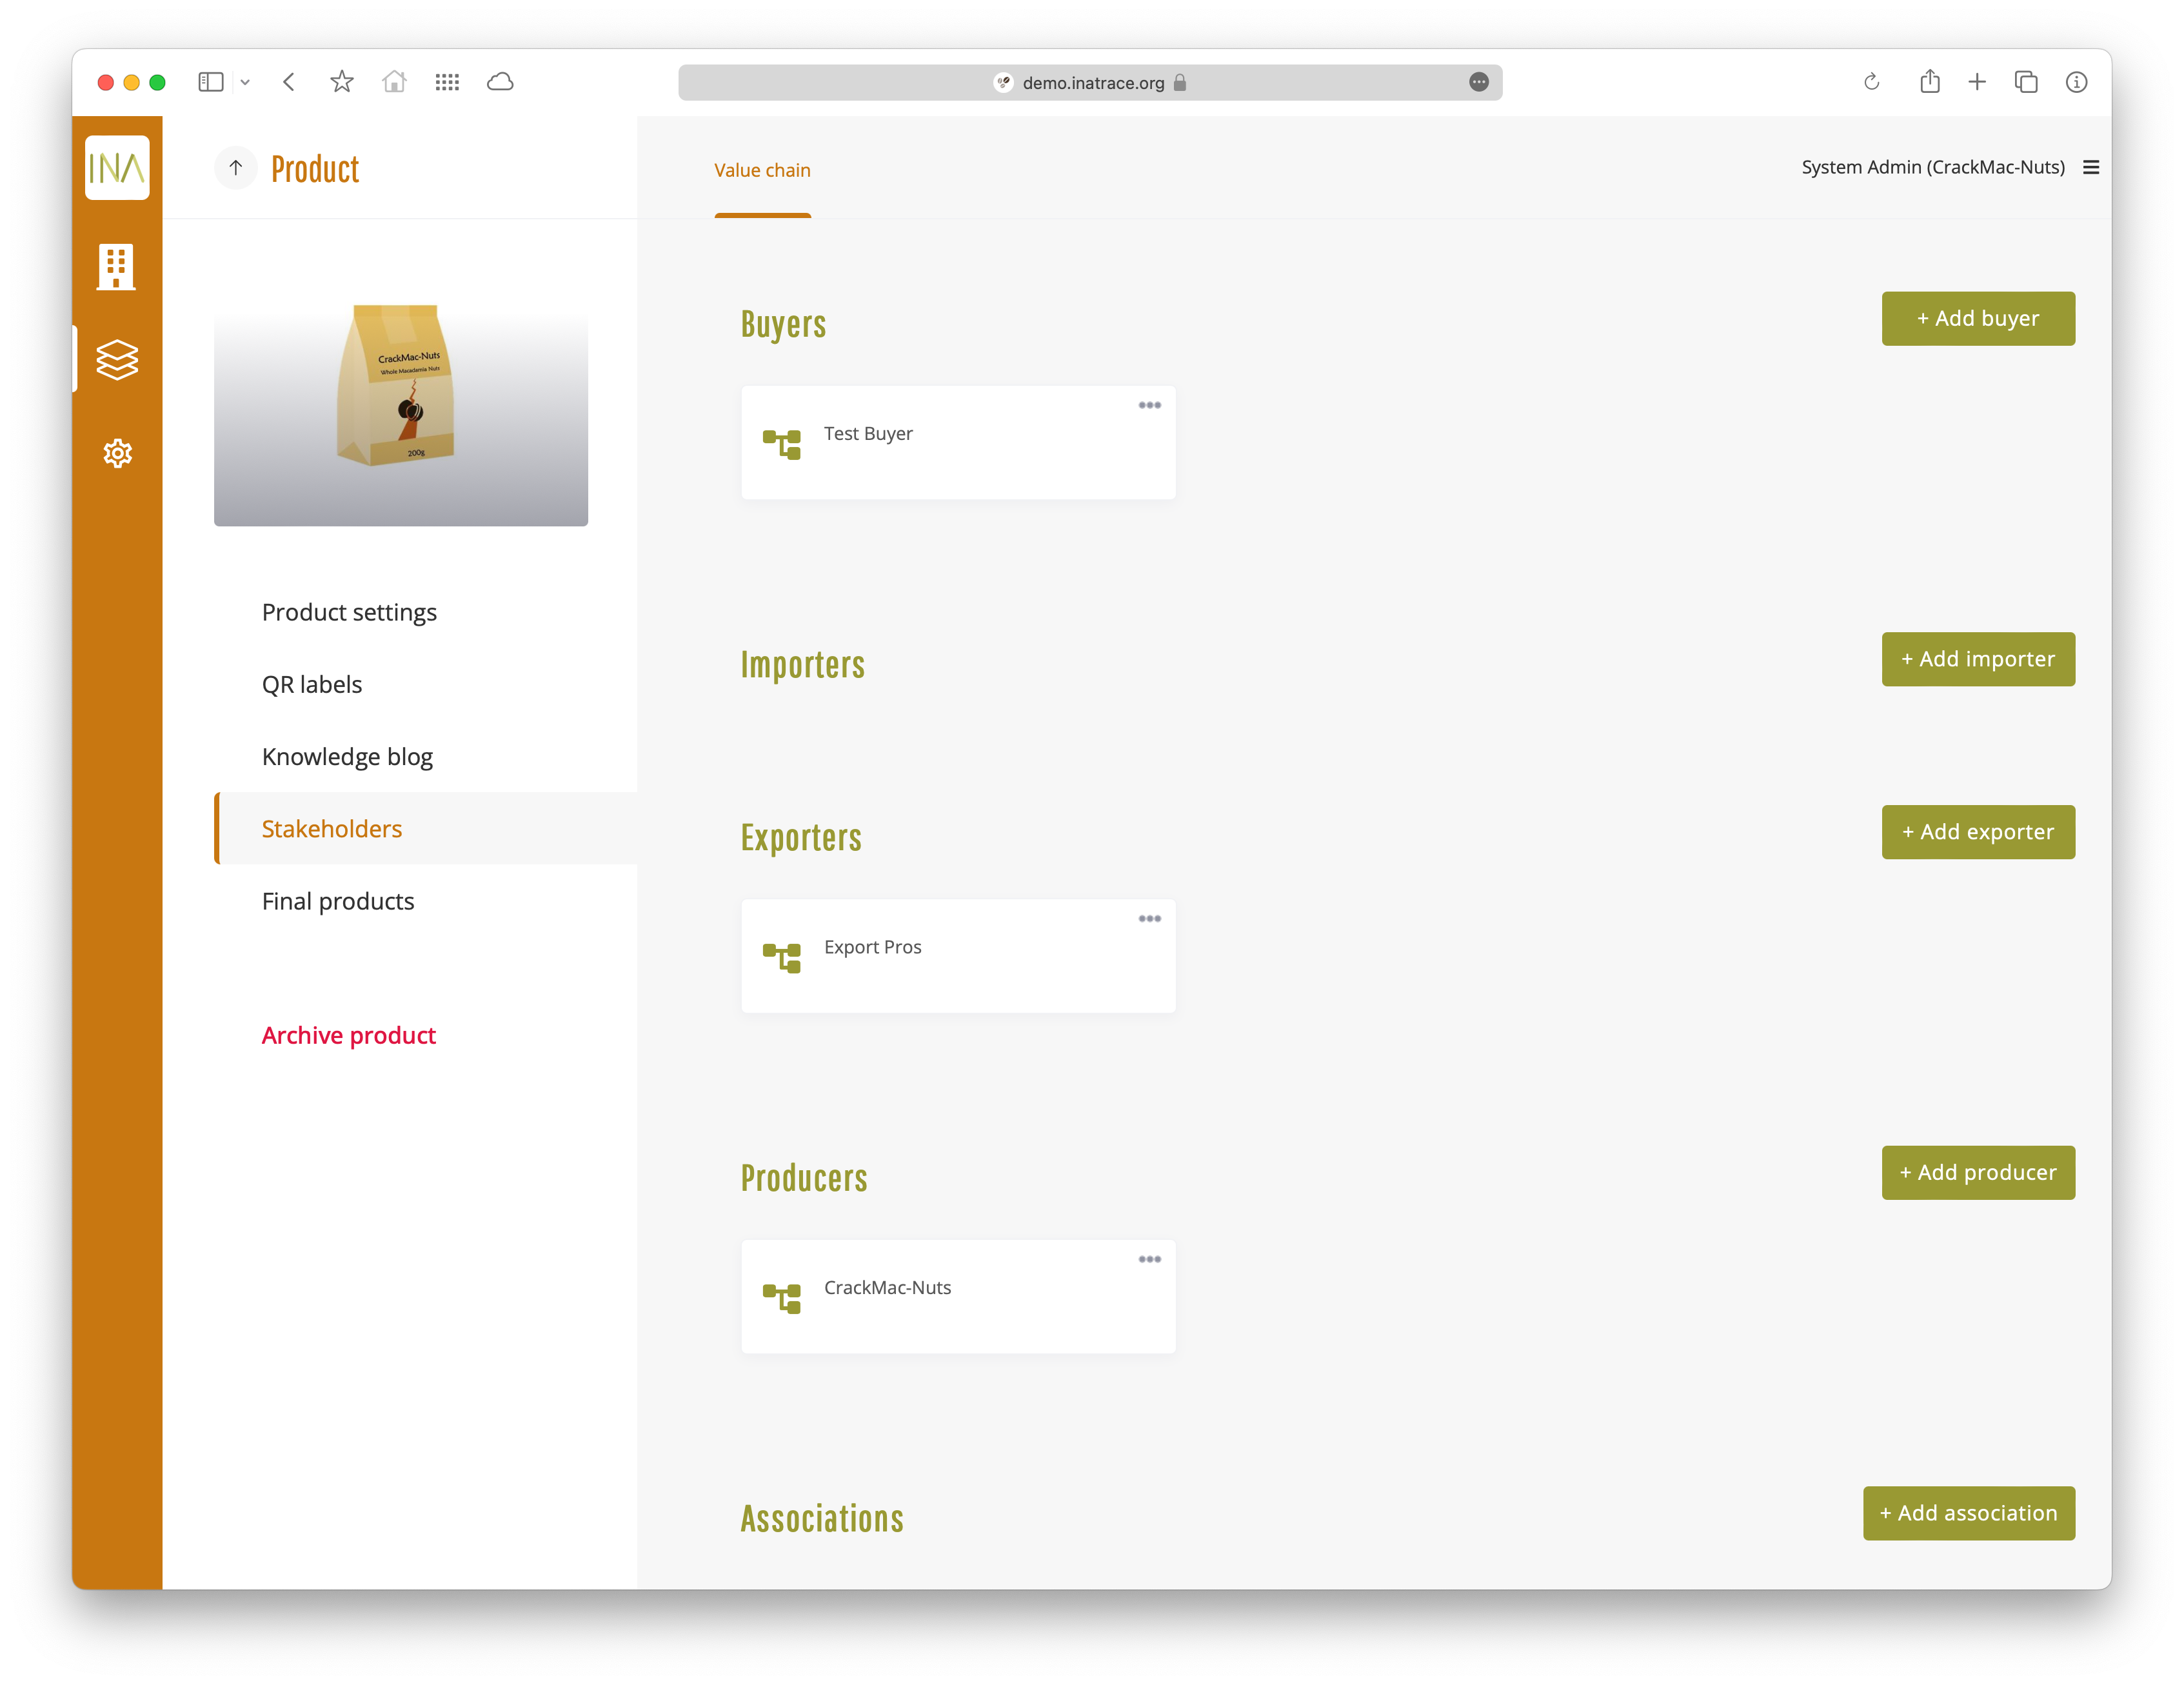 demo.inatrace.org
INA
Product
Value chain
System Admin (CrackMac-Nuts)
CrackMac-Nuts
Whole Macadamia Nuts
200g
Product settings
QR labels
Knowledge blog
Stakeholders
Final products
Archive product
Buyers
+ Add buyer
Test Buyer
Importers
+ Add importer
Exporters
+ Add exporter
Export Pros
Producers
+ Add producer
CrackMac-Nuts
Associations
+ Add association